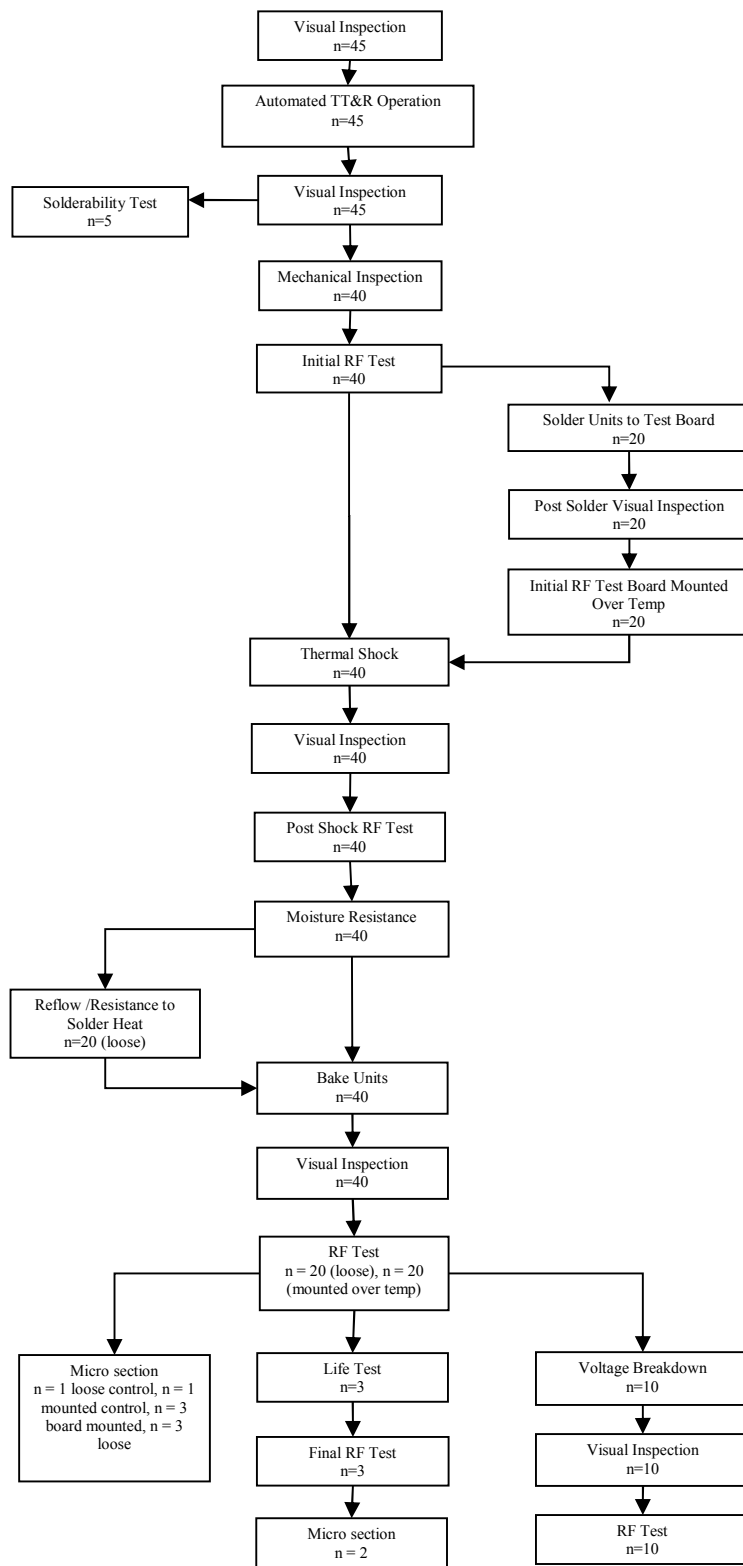 Visual Inspection
n=45
Automated TT&R Operation
n=45
Visual Inspection
n=45
Solderability Test
n=5
Mechanical Inspection
n=40
Initial RF Test
n=40
Solder Units to Test Board
n=20
Post Solder Visual Inspection
n=20
Initial RF Test Board Mounted
Over Temp
n=20
Thermal Shock
n=40
Visual Inspection
n=40
Post Shock RF Test
n=40
Moisture Resistance
n=40
Reflow /Resistance to
Solder Heat
n=20 (loose)
Bake Units
n=40
Visual Inspection
n=40
RF Test
n = 20 (loose), n = 20
(mounted over temp)
Micro section
n = 1 loose control, n = 1
mounted control, n = 3
board mounted, n = 3
loose
Life Test
n=3
Final RF Test
n=3
Micro section
n = 2
Voltage Breakdown
n=10
Visual Inspection
n=10
RF Test
n=10